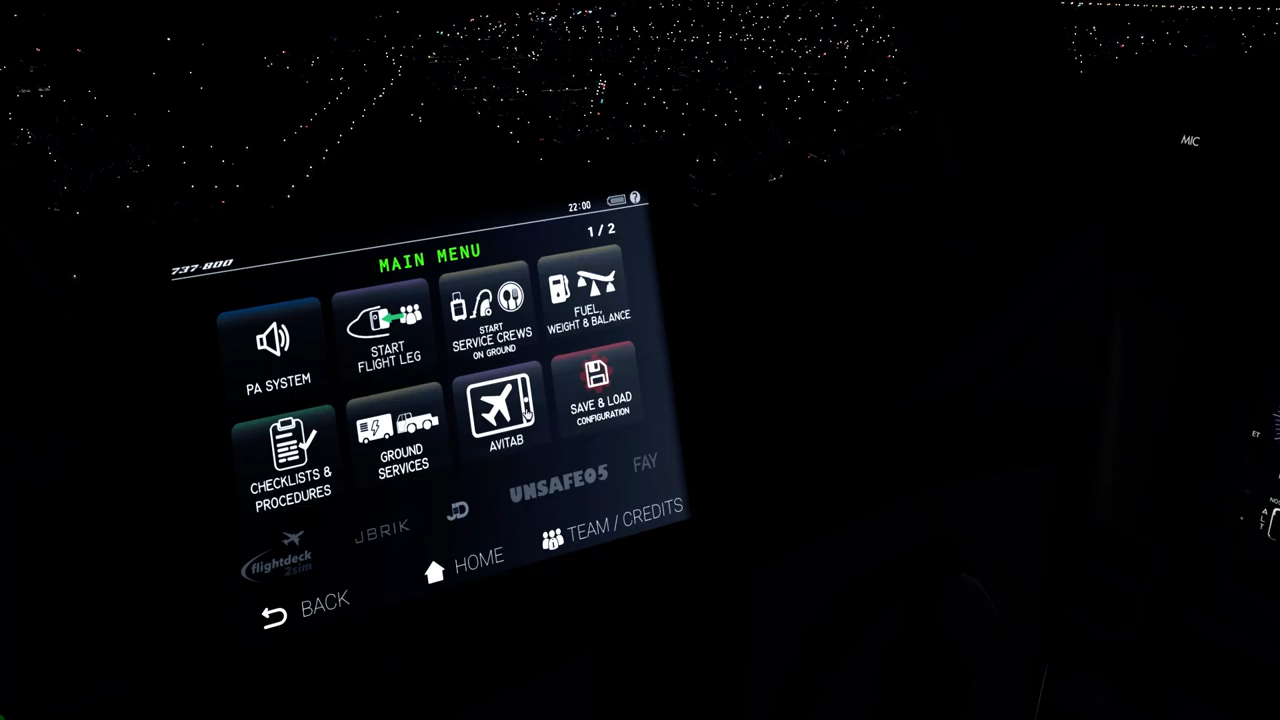 MIC
22:00
?
737-800
MAIN MENU
1/2
PA SYSTEM
START
FLIGHT LEG
START
SERVICE CREWS
ON GROUND
FUEL,
WEIGHT & BALANCE
CHECKLISTS &
PROCEDURES
GROUND
SERVICES
AVITAB
SAVE & LOAD
CONFIGURATION
flightdeck
2sim
JBRIK
JD
UNSAFE05
FAY
BACK
HOME
TEAM / CREDITS
ET
ALT